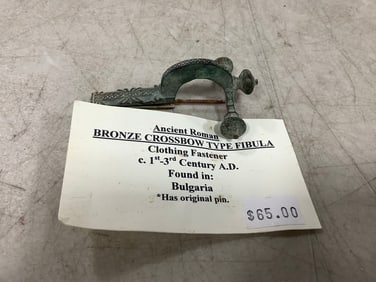 Ancient Roman
BRONZE CROSSBOW TYPE FIBULA
Clothing Fastener
c. 1st-3rd Century A.D.
Found in:
Bulgaria
*Has original pin.
$65.00